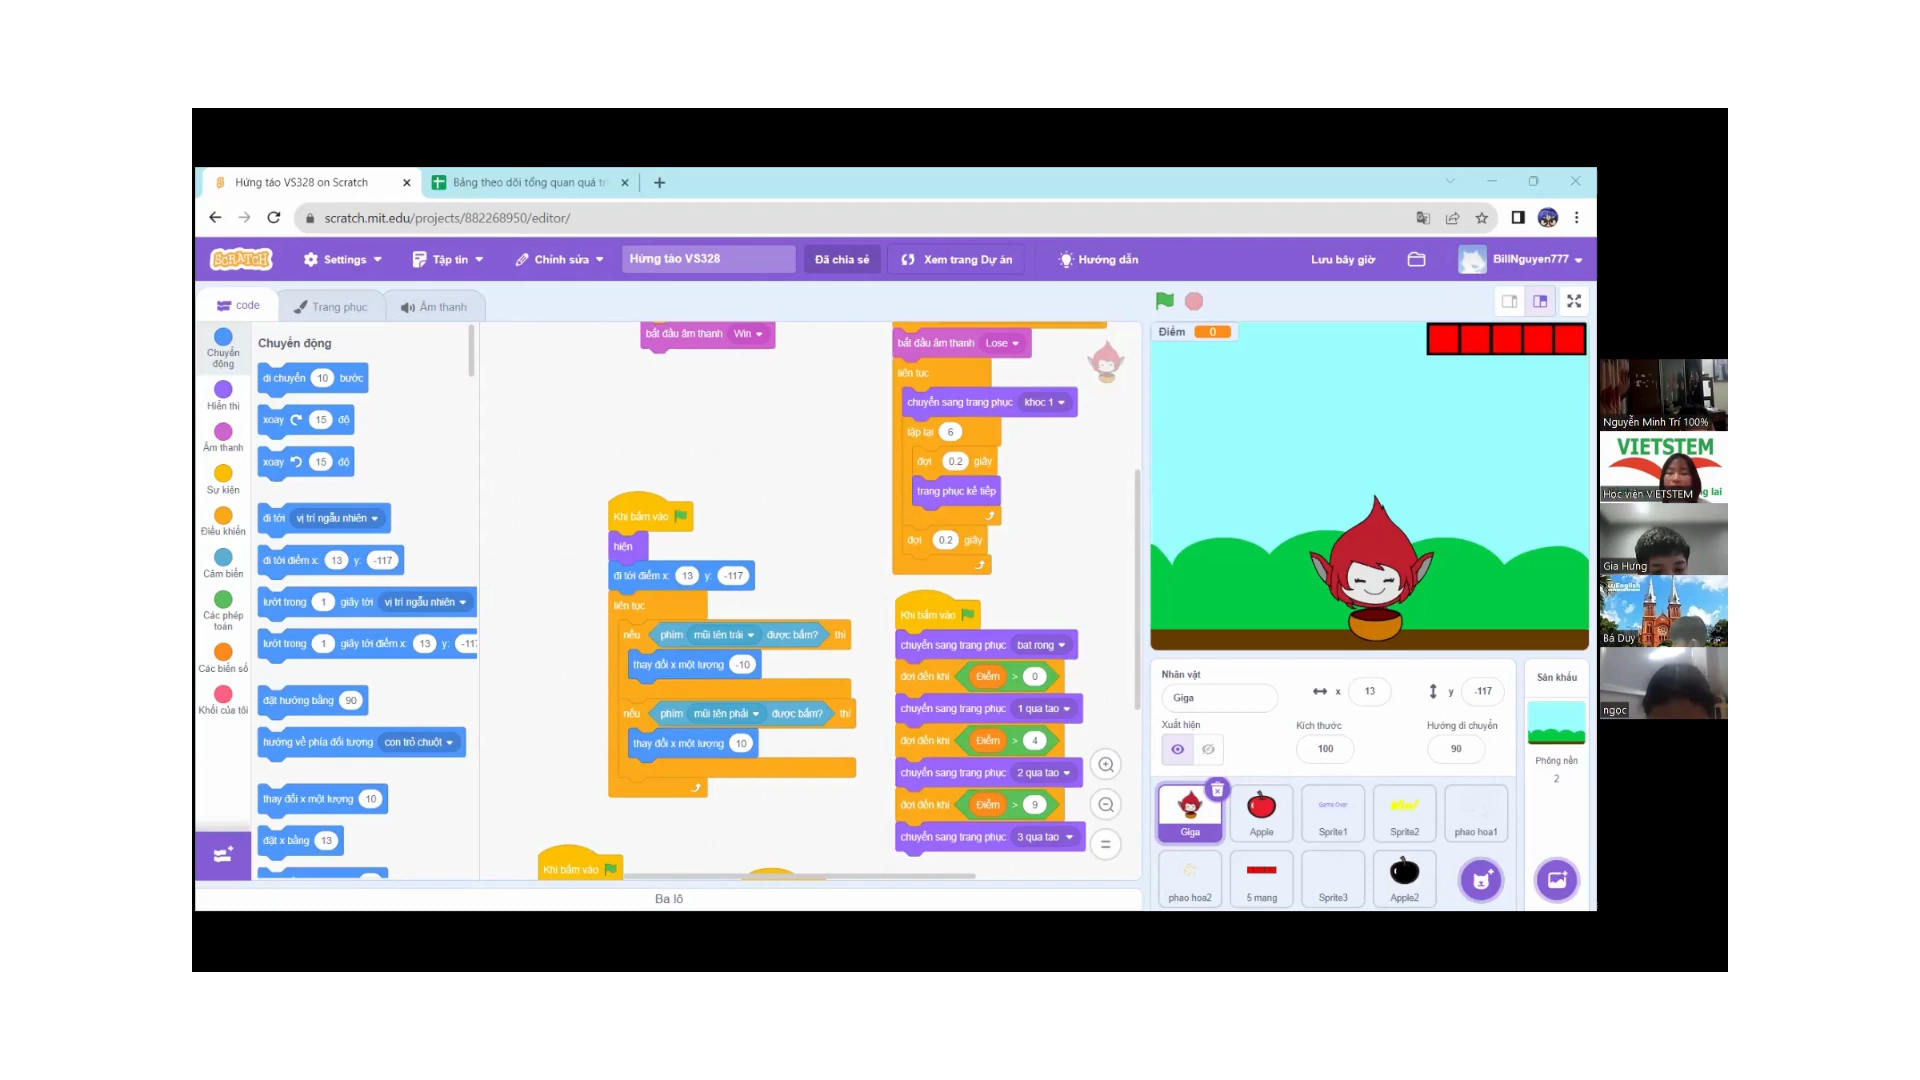 Hứng táo VS328 on Scratch
Bảng theo dõi tổng quan quá tr
scratch.mit.edu/projects/882268950/editor/
SCRATCH
Settings
Tập tin
Chỉnh sửa
Hứng táo VS328
Đã chia sẻ
Xem trang Dự án
Hướng dẫn
Lưu bây giờ
BillNguyen777
code
Trang phục
Âm thanh
Chuyển động
Hiển thị
Âm thanh
Sự kiện
Điều khiển
Cảm biến
Các phép toán
Các biến số
Khối của tôi
Chuyển động
di chuyển 10 bước
xoay 15 độ
xoay 15 độ
đi tới vị trí ngẫu nhiên
đi tới điểm x: 13 y: -117
lướt trong 1 giây tới vị trí ngẫu nhiên
lướt trong 1 giây tới điểm x: 13 y: -117
đặt hướng bằng 90
hướng về phía đối tượng con trỏ chuột
thay đổi x một lượng 10
đặt x bằng 13
bắt đầu âm thanh Win
Khi bấm vào
hiện
đi tới điểm x: 13 y: -117
liên tục
nếu phím mũi tên trái được bấm? thì
thay đổi x một lượng -10
nếu phím mũi tên phải được bấm? thì
thay đổi x một lượng 10
Khi bấm vào
bắt đầu âm thanh Lose
liên tục
chuyển sang trang phục khoc 1
lặp lại 6
đợi 0.2 giây
trang phục kế tiếp
đợi 0.2 giây
Khi bấm vào
chuyển sang trang phục bat rong
đợi đến khi Điểm > 0
chuyển sang trang phục 1 qua tao
đợi đến khi Điểm > 4
chuyển sang trang phục 2 qua tao
đợi đến khi Điểm > 9
chuyển sang trang phục 3 qua tao
Ba lô
Điểm 0
Nhân vật
Giga
x 13
y -117
Xuất hiện
Kích thước
100
Hướng di chuyển
90
Giga
Apple
Game Over
Sprite1
Win!
Sprite2
phao hoa1
phao hoa2
5 mang
Sprite3
Apple2
Sân khấu
Phông nền
2
Nguyễn Minh Trí 100%
VIETSTEM
Học viện VIETSTEM
g lai
Gia Hưng
Bá Duy
ngọc